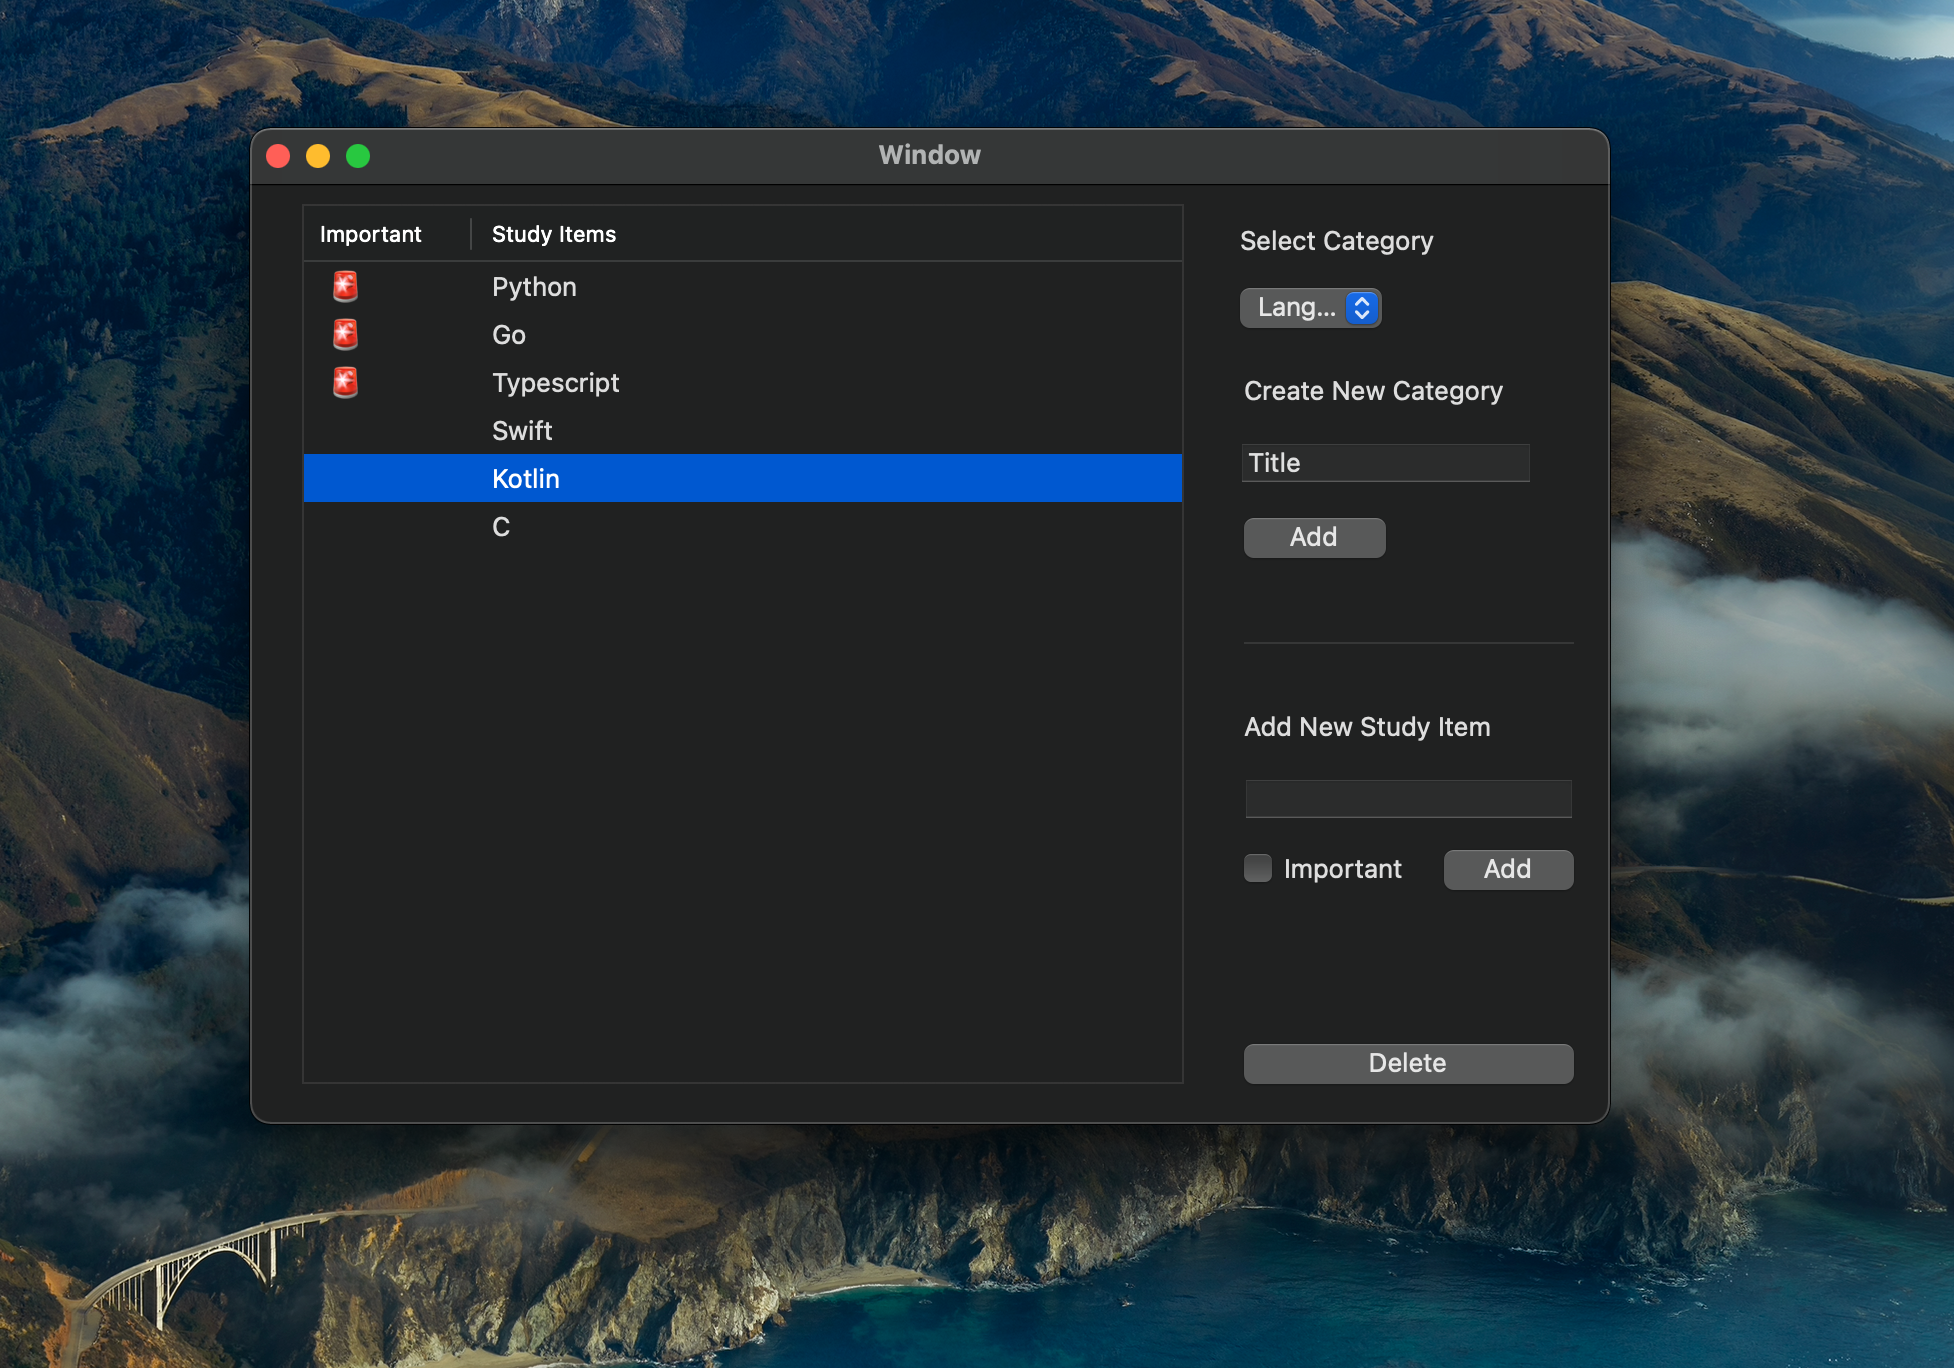 Window
Important
Study Items
Python
Go
Typescript
Swift
Kotlin
C
Select Category
Lang...
Create New Category
Title
Add
Add New Study Item
Important
Add
Delete